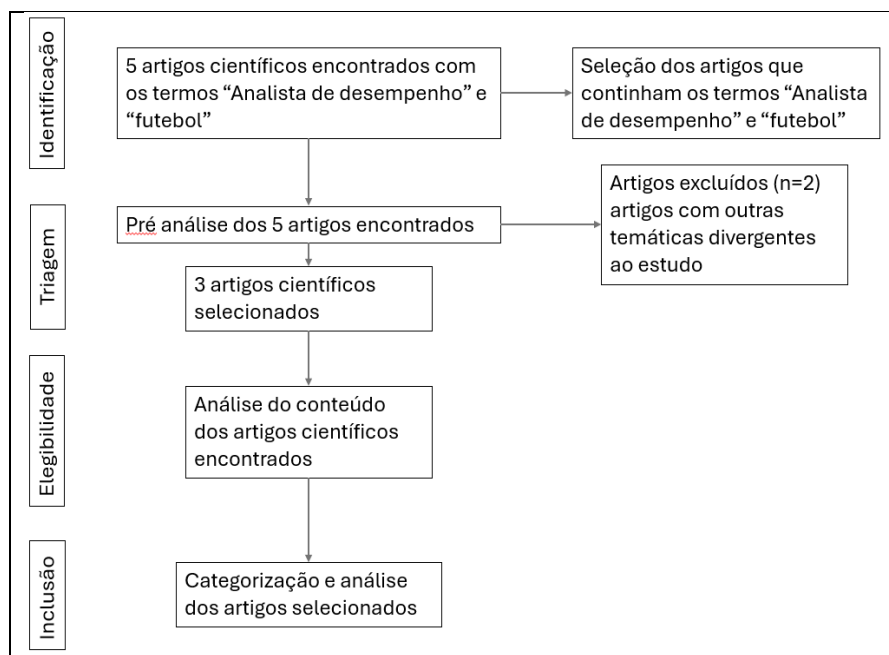 Identificação
5 artigos científicos encontrados com
os termos “Analista de desempenho” e
“futebol”
Seleção dos artigos que
continham os termos “Analista
de desempenho” e “futebol”
Triagem
Pré análise dos 5 artigos encontrados
Artigos excluídos (n=2)
artigos com outras
temáticas divergentes
ao estudo
3 artigos científicos
selecionados
Elegibilidade
Análise do conteúdo
dos artigos científicos
encontrados
Inclusão
Categorização e análise
dos artigos selecionados